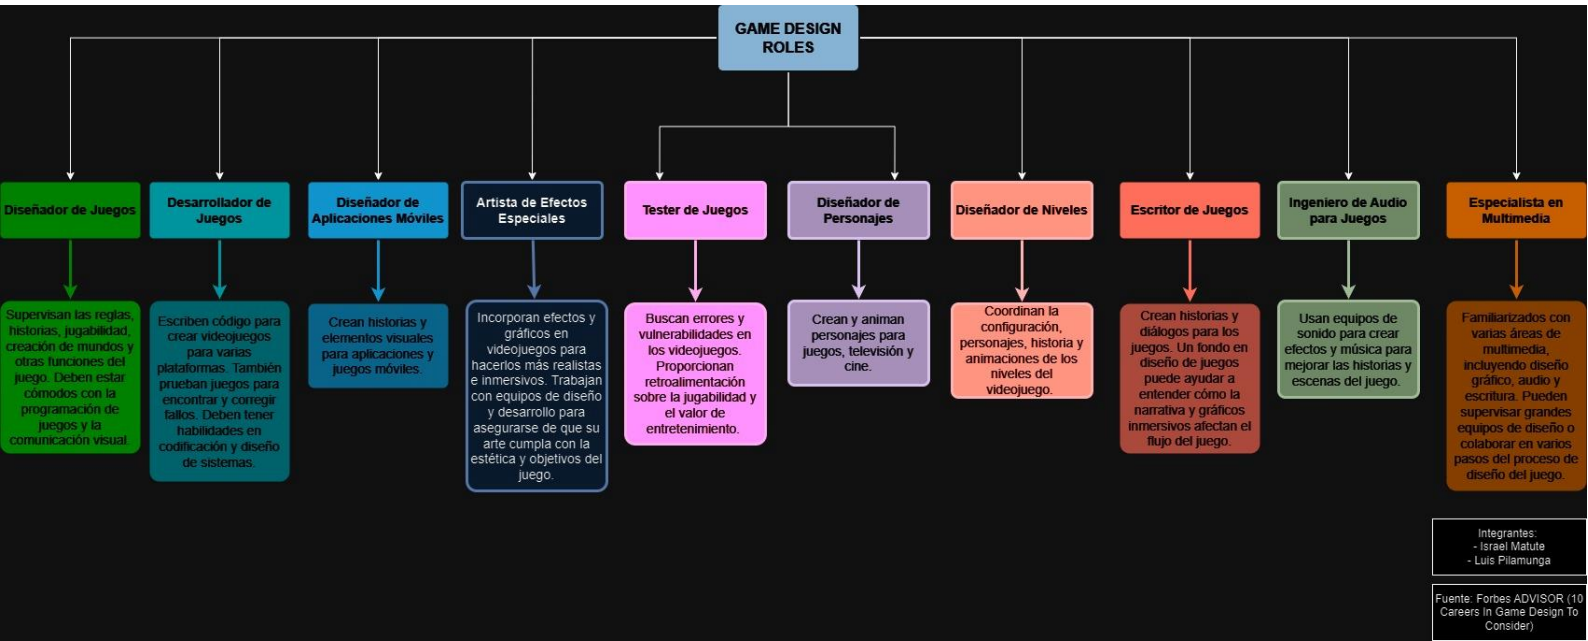 GAME DESIGN
ROLES
Diseñador de Juegos
Desarrollador de
Juegos
Diseñador de
Aplicaciones Móviles
Artista de Efectos
Especiales
Tester de Juegos
Diseñador de
Personajes
Diseñador de Niveles
Escritor de Juegos
Ingeniero de Audio
para Juegos
Especialista en
Multimedia
Supervisan las reglas,
historias, jugabilidad,
creación de mundos y
otras funciones del
juego. Deben estar
cómodos con la
programación de
juegos y la
comunicación visual.
Escriben código para
crear videojuegos
para varias
plataformas. También
prueban juegos para
encontrar y corregir
fallos. Deben tener
habilidades en
codificación y diseño
de sistemas.
Crean historias y
elementos visuales
para aplicaciones y
juegos móviles.
Incorporan efectos y
gráficos en
videojuegos para
hacerlos más realistas
e inmersivos. Trabajan
con equipos de diseño
y desarrollo para
asegurarse de que su
arte cumpla con la
estética y objetivos del
juego.
Buscan errores y
vulnerabilidades en
los videojuegos.
Proporcionan
retroalimentación
sobre la jugabilidad y
el valor de
entretenimiento.
Crean y animan
personajes para
juegos, televisión y
cine.
Coordinan la
configuración,
personajes, historia y
animaciones de los
niveles del
videojuego.
Crean historias y
diálogos para los
juegos. Un fondo en
diseño de juegos
puede ayudar a
entender cómo la
narrativa y gráficos
inmersivos afectan el
flujo del juego.
Usan equipos de
sonido para crear
efectos y música para
mejorar las historias y
escenas del juego.
Familiarizados con
varias áreas de
multimedia,
incluyendo diseño
gráfico, audio y
escritura. Pueden
supervisar grandes
equipos de diseño o
colaborar en varios
pasos del proceso de
diseño del juego.
Integrantes:
- Israel Matute
- Luis Pilamunga
Fuente: Forbes ADVISOR (10
Careers In Game Design To
Consider)